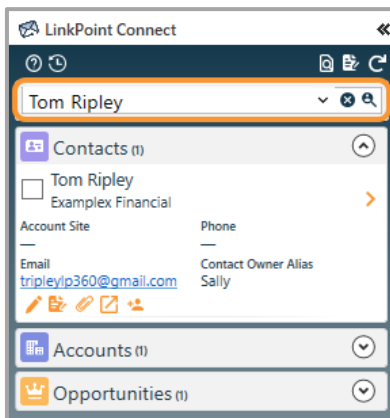 LinkPoint Connect
Tom Ripley
Contacts (1)
Tom Ripley
Examplex Financial
Account Site Phone
— —
Email Contact Owner Alias
tripleylp360@gmail.com Sally
Accounts (1)
Opportunities (1)